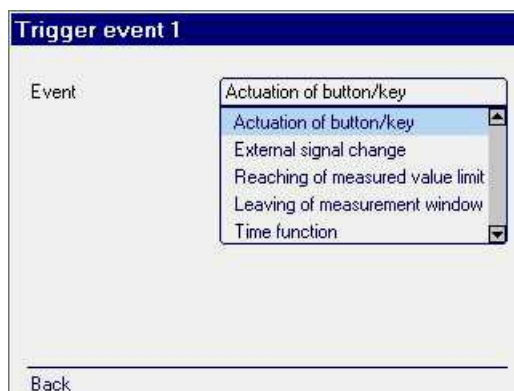 Trigger event 1
Event
Actuation of button/key
Actuation of button/key
External signal change
Reaching of measured value limit
Leaving of measurement window
Time function
Back